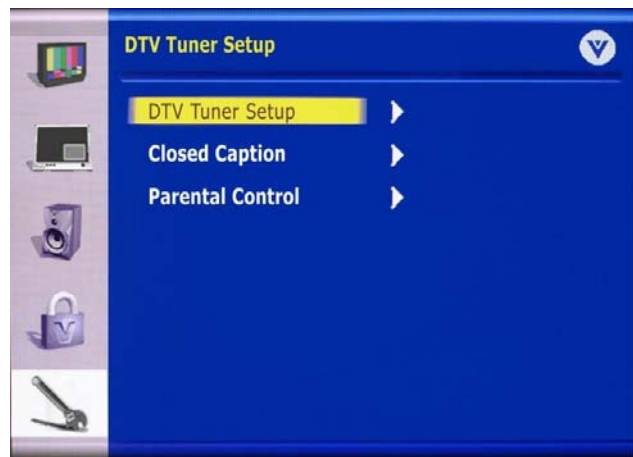 DTV Tuner Setup
DTV Tuner Setup
Closed Caption
Parental Control